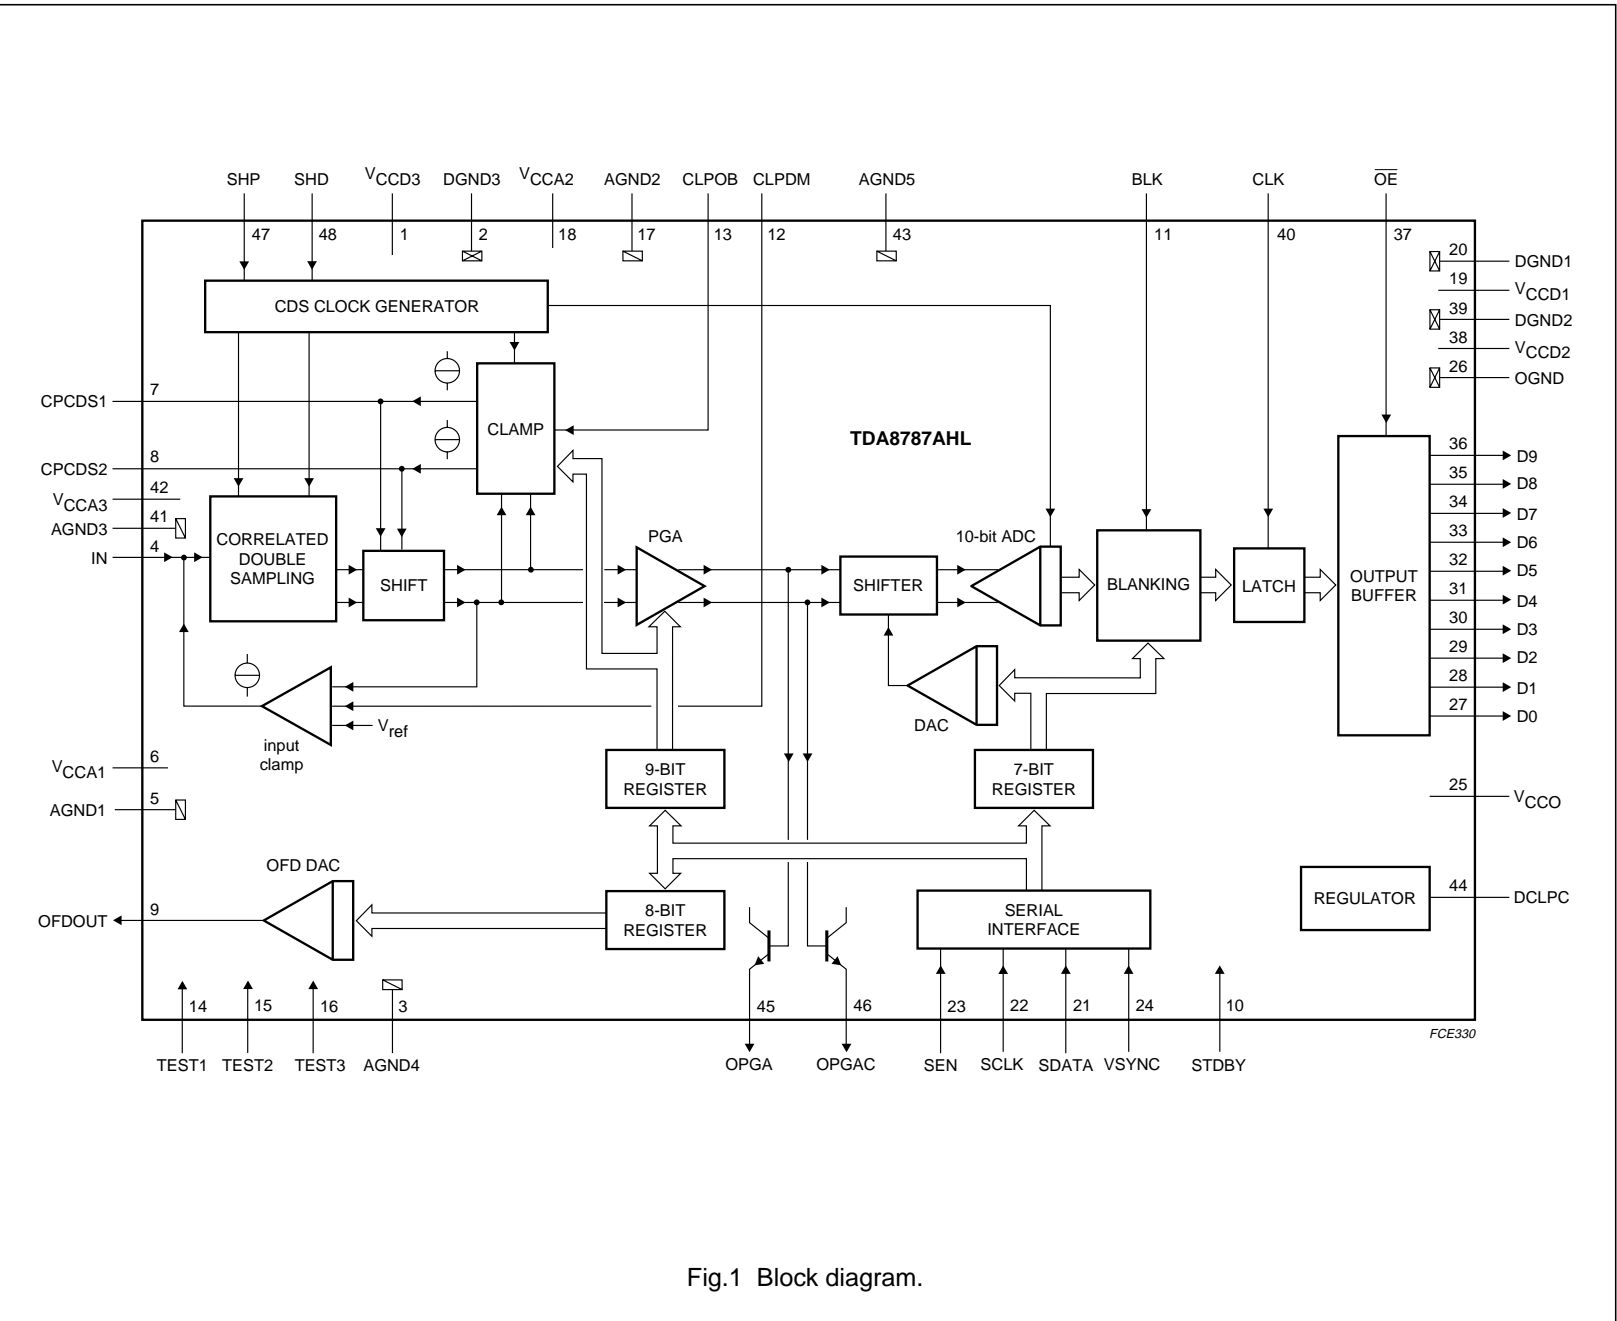 SHP SHD VCCD3 DGND3 VCCA2 AGND2 CLPOB CLPDM AGND5 BLK CLK OE
47 48 1 2 18 17 13 12 43 11 40 37
20 DGND1
19 VCCD1
39 DGND2
38 VCCD2
26 OGND
CDS CLOCK GENERATOR
7
CPCDS1
CLAMP
TDA8787AHL
8
CPCDS2
42
VCCA3
41
AGND3
4
IN
CORRELATED
DOUBLE
SAMPLING
SHIFT
PGA
SHIFTER
10-bit ADC
BLANKING
LATCH
OUTPUT
BUFFER
36 D9
35 D8
34 D7
33 D6
32 D5
31 D4
30 D3
29 D2
28 D1
27 D0
Vref
input
clamp
DAC
6
VCCA1
5
AGND1
9-BIT
REGISTER
7-BIT
REGISTER
25
VCCO
OFD DAC
9
OFDOUT
8-BIT
REGISTER
SERIAL
INTERFACE
REGULATOR
44
DCLPC
14 15 16 3 45 46 23 22 21 24 10
TEST1 TEST2 TEST3 AGND4 OPGA OPGAC SEN SCLK SDATA VSYNC STDBY
FCE330
Fig.1 Block diagram.